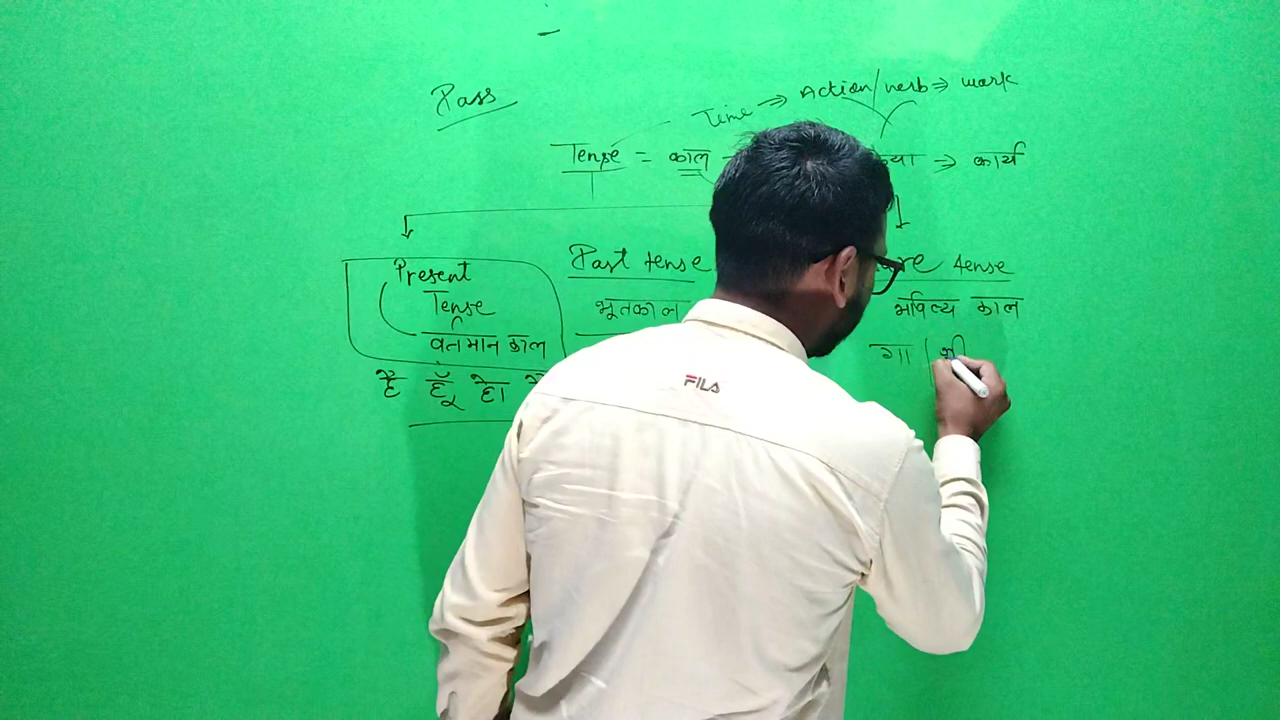 Pass
Time ⇒ Action/verb ⇒ work
Tense = काल
→ कार्य
Present
Tense
वर्तमान काल
Past tense
भूतकाल
tense
भविष्य काल
है हूँ हो
गा |
FILA